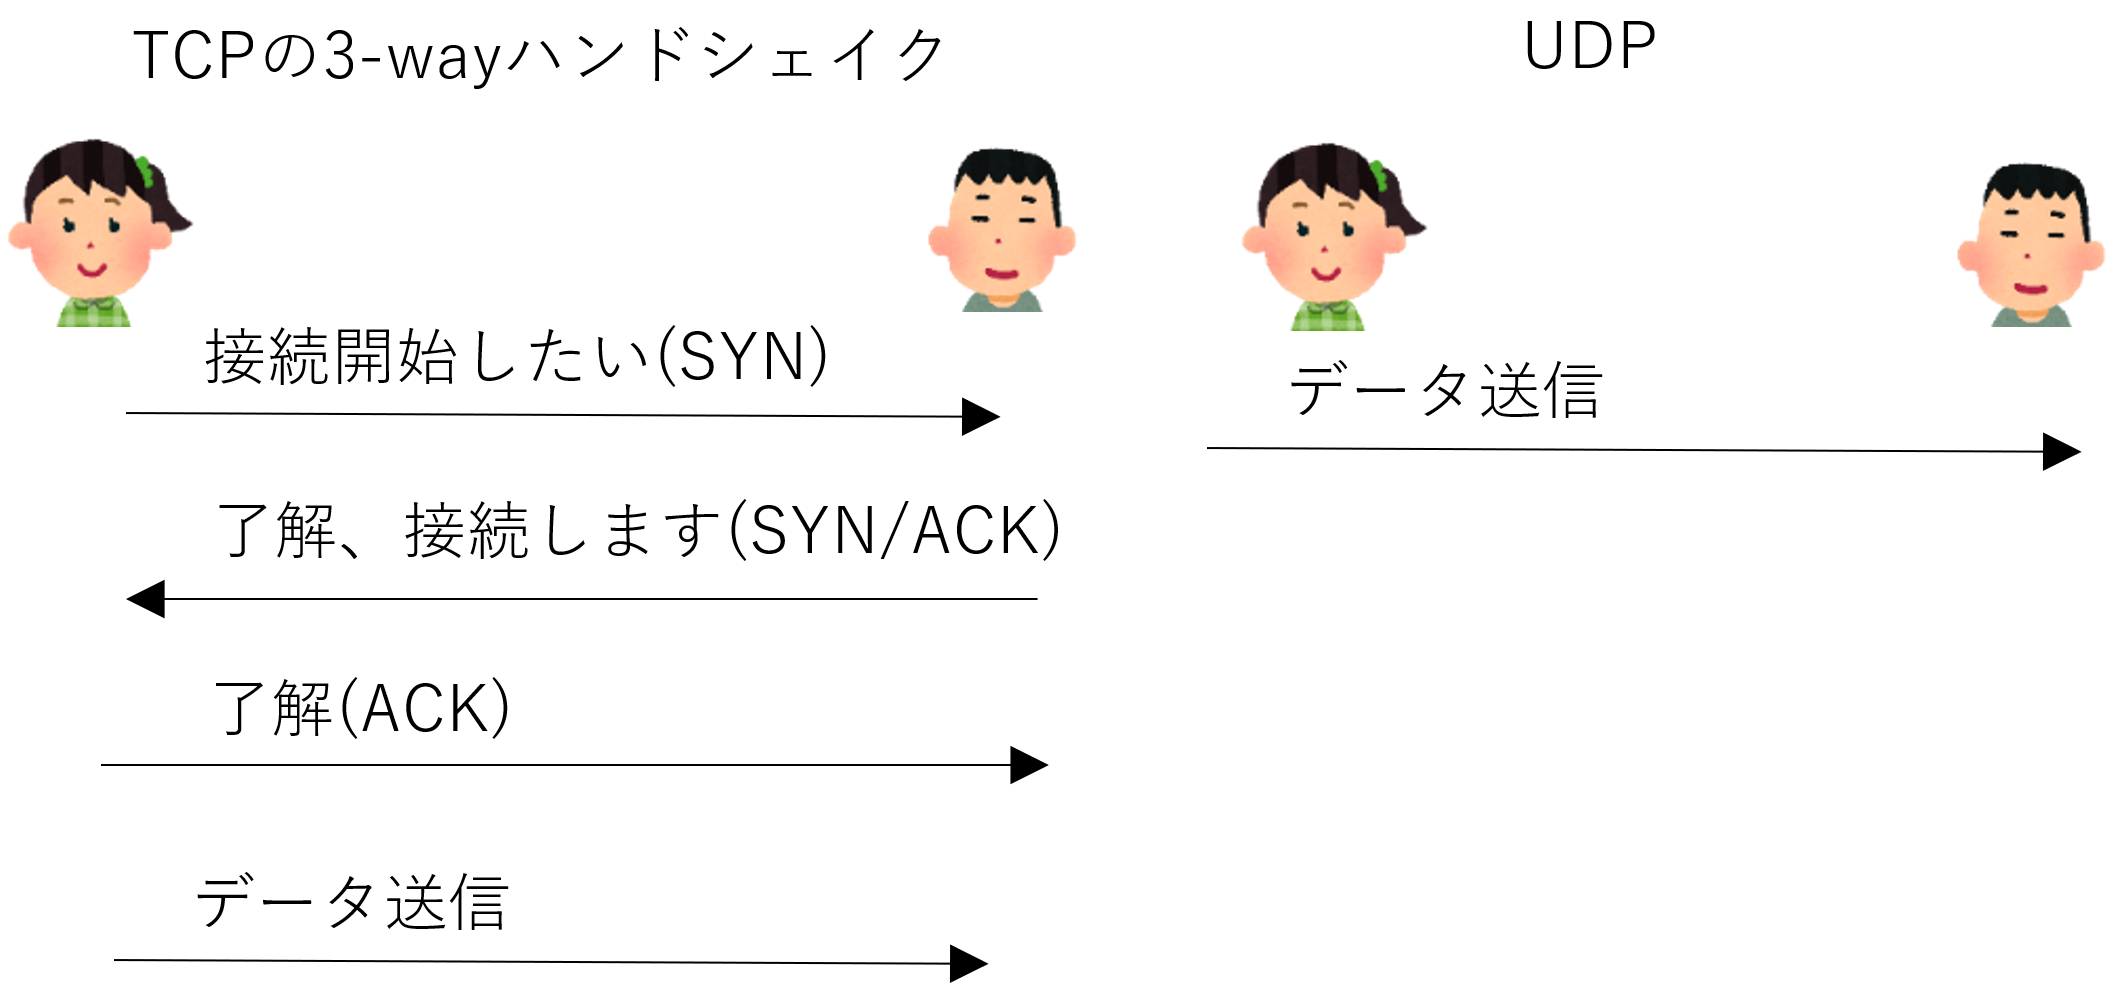 TCPの3-wayハンドシェイク
接続開始したい(SYN)
了解、接続します(SYN/ACK)
了解(ACK)
データ送信
UDP
データ送信